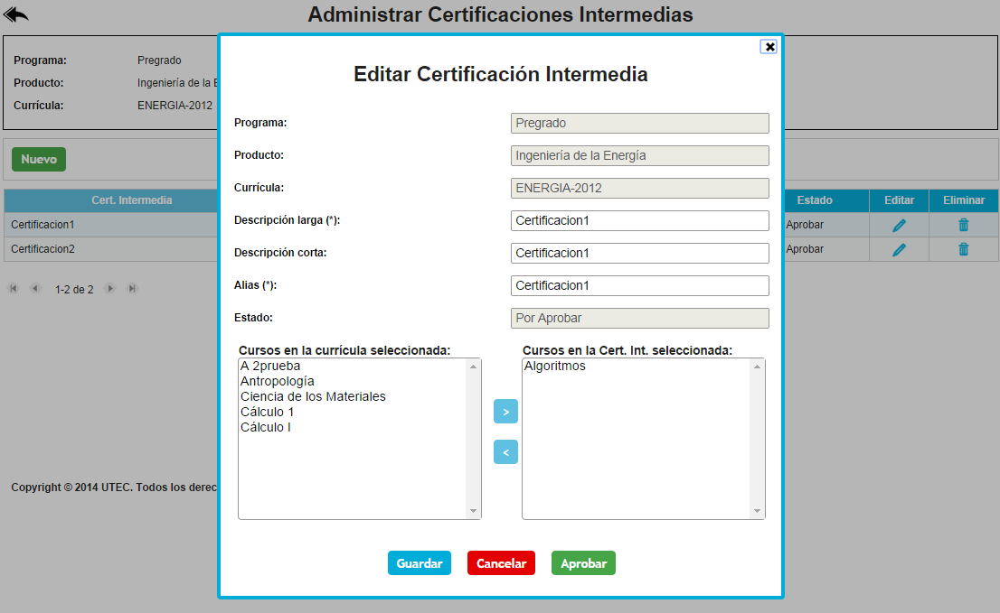 Administrar Certificaciones Intermedias
Programa: Pregrado
Producto: Ingeniería de la E
Currícula: ENERGIA-2012
Nuevo
Cert. Intermedia Estado Editar Eliminar
Certificacion1 Aprobar
Certificacion2 Aprobar
1-2 de 2
Copyright © 2014 UTEC. Todos los derec
Editar Certificación Intermedia
Programa: Pregrado
Producto: Ingeniería de la Energía
Currícula: ENERGIA-2012
Descripción larga (*): Certificacion1
Descripción corta: Certificacion1
Alias (*): Certificacion1
Estado: Por Aprobar
Cursos en la currícula seleccionada:
A 2prueba
Antropología
Ciencia de los Materiales
Cálculo 1
Cálculo I
>
<
Cursos en la Cert. Int. seleccionada:
Algoritmos
Guardar Cancelar Aprobar